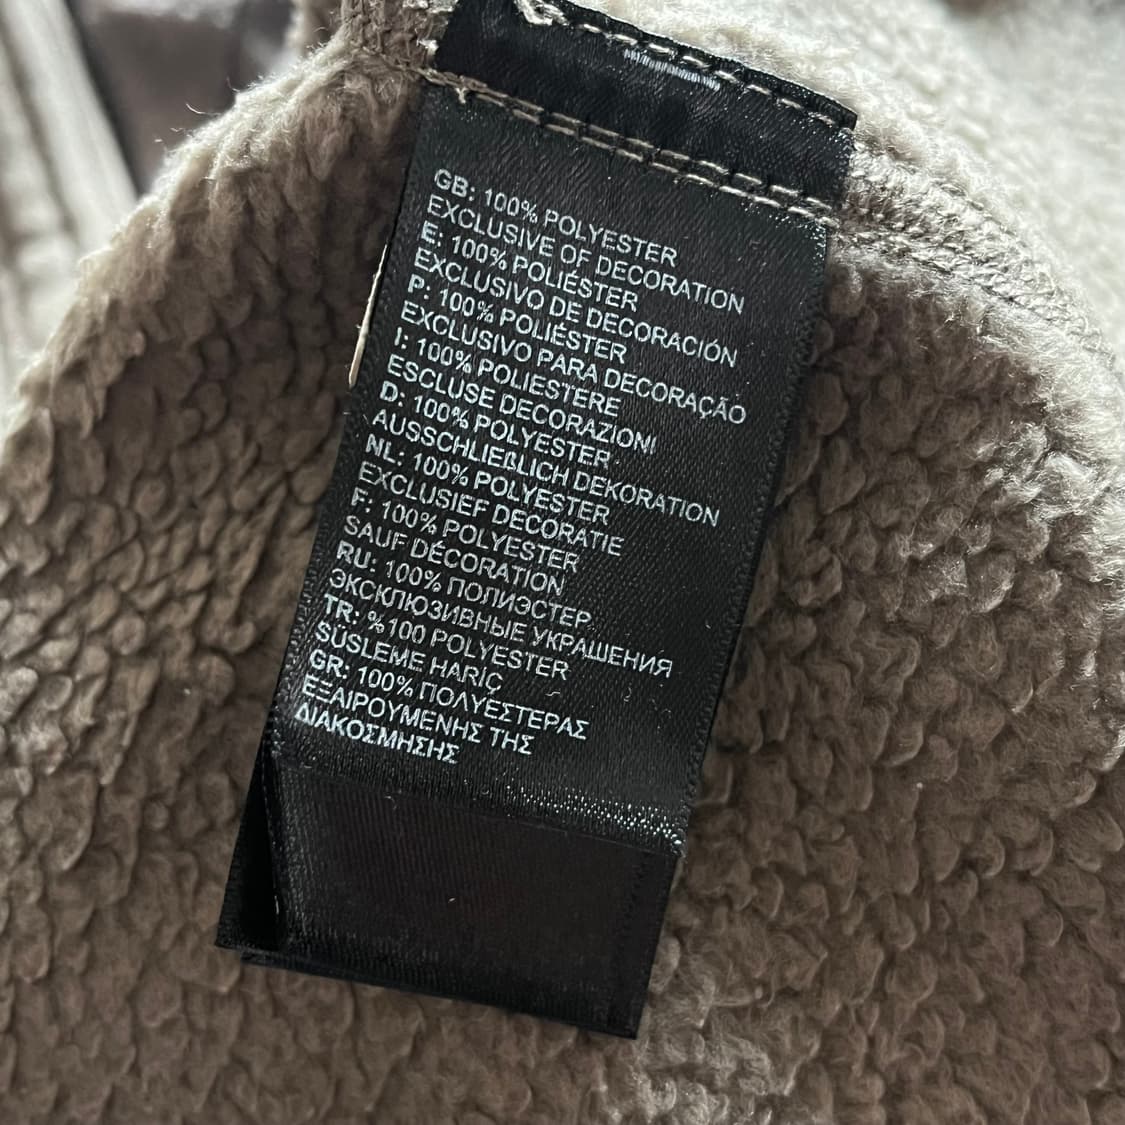 GB: 100% POLYESTER
EXCLUSIVE OF DECORATION
E: 100% POLIÉSTER
EXCLUSIVO DE DECORACIÓN
P: 100% POLIÉSTER
EXCLUSIVO PARA DECORAÇÃO
I: 100% POLIESTERE
ESCLUSE DECORAZIONI
D: 100% POLYESTER
AUSSCHLIEßLICH DEKORATION
NL: 100% POLYESTER
EXCLUSIEF DECORATIE
F: 100% POLYESTER
SAUF DÉCORATION
RU: 100% ПОЛИЭСТЕР
ЭКСКЛЮЗИВНЫЕ УКРАШЕНИЯ
TR: %100 POLYESTER
SÜSLEME HARİÇ
GR: 100% ΠΟΛΥΕΣΤΕΡΑΣ
ΕΞΑΙΡΟΥΜΕΝΗΣ ΤΗΣ
ΔΙΑΚΟΣΜΗΣΗΣ